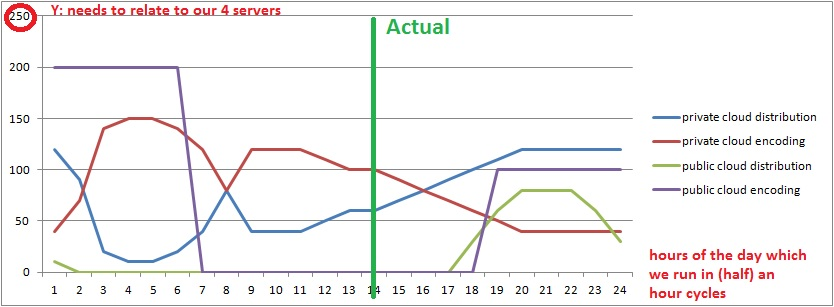 250
Y: needs to relate to our 4 servers
Actual
200
150
100
50
0
1 2 3 4 5 6 7 8 9 10 11 12 13 14 15 16 17 18 19 20 21 22 23 24
private cloud distribution
private cloud encoding
public cloud distribution
public cloud encoding
hours of the day which
we run in (half) an
hour cycles